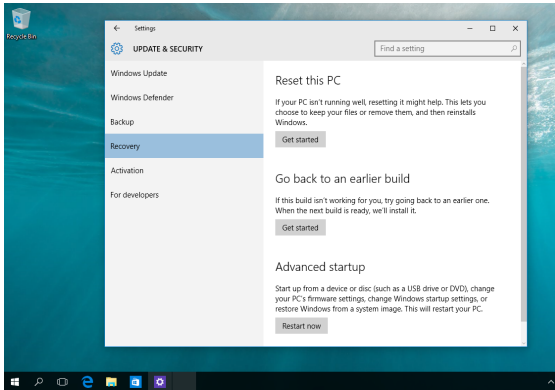 Recycle Bin
Settings
UPDATE & SECURITY
Find a setting
Windows Update
Windows Defender
Backup
Recovery
Activation
For developers
Reset this PC
If your PC isn't running well, resetting it might help. This lets you
choose to keep your files or remove them, and then reinstalls
Windows.
Get started
Go back to an earlier build
If this build isn't working for you, try going back to an earlier one.
When the next build is ready, we'll install it.
Get started
Advanced startup
Start up from a device or disc (such as a USB drive or DVD), change
your PC's firmware settings, change Windows startup settings, or
restore Windows from a system image. This will restart your PC.
Restart now